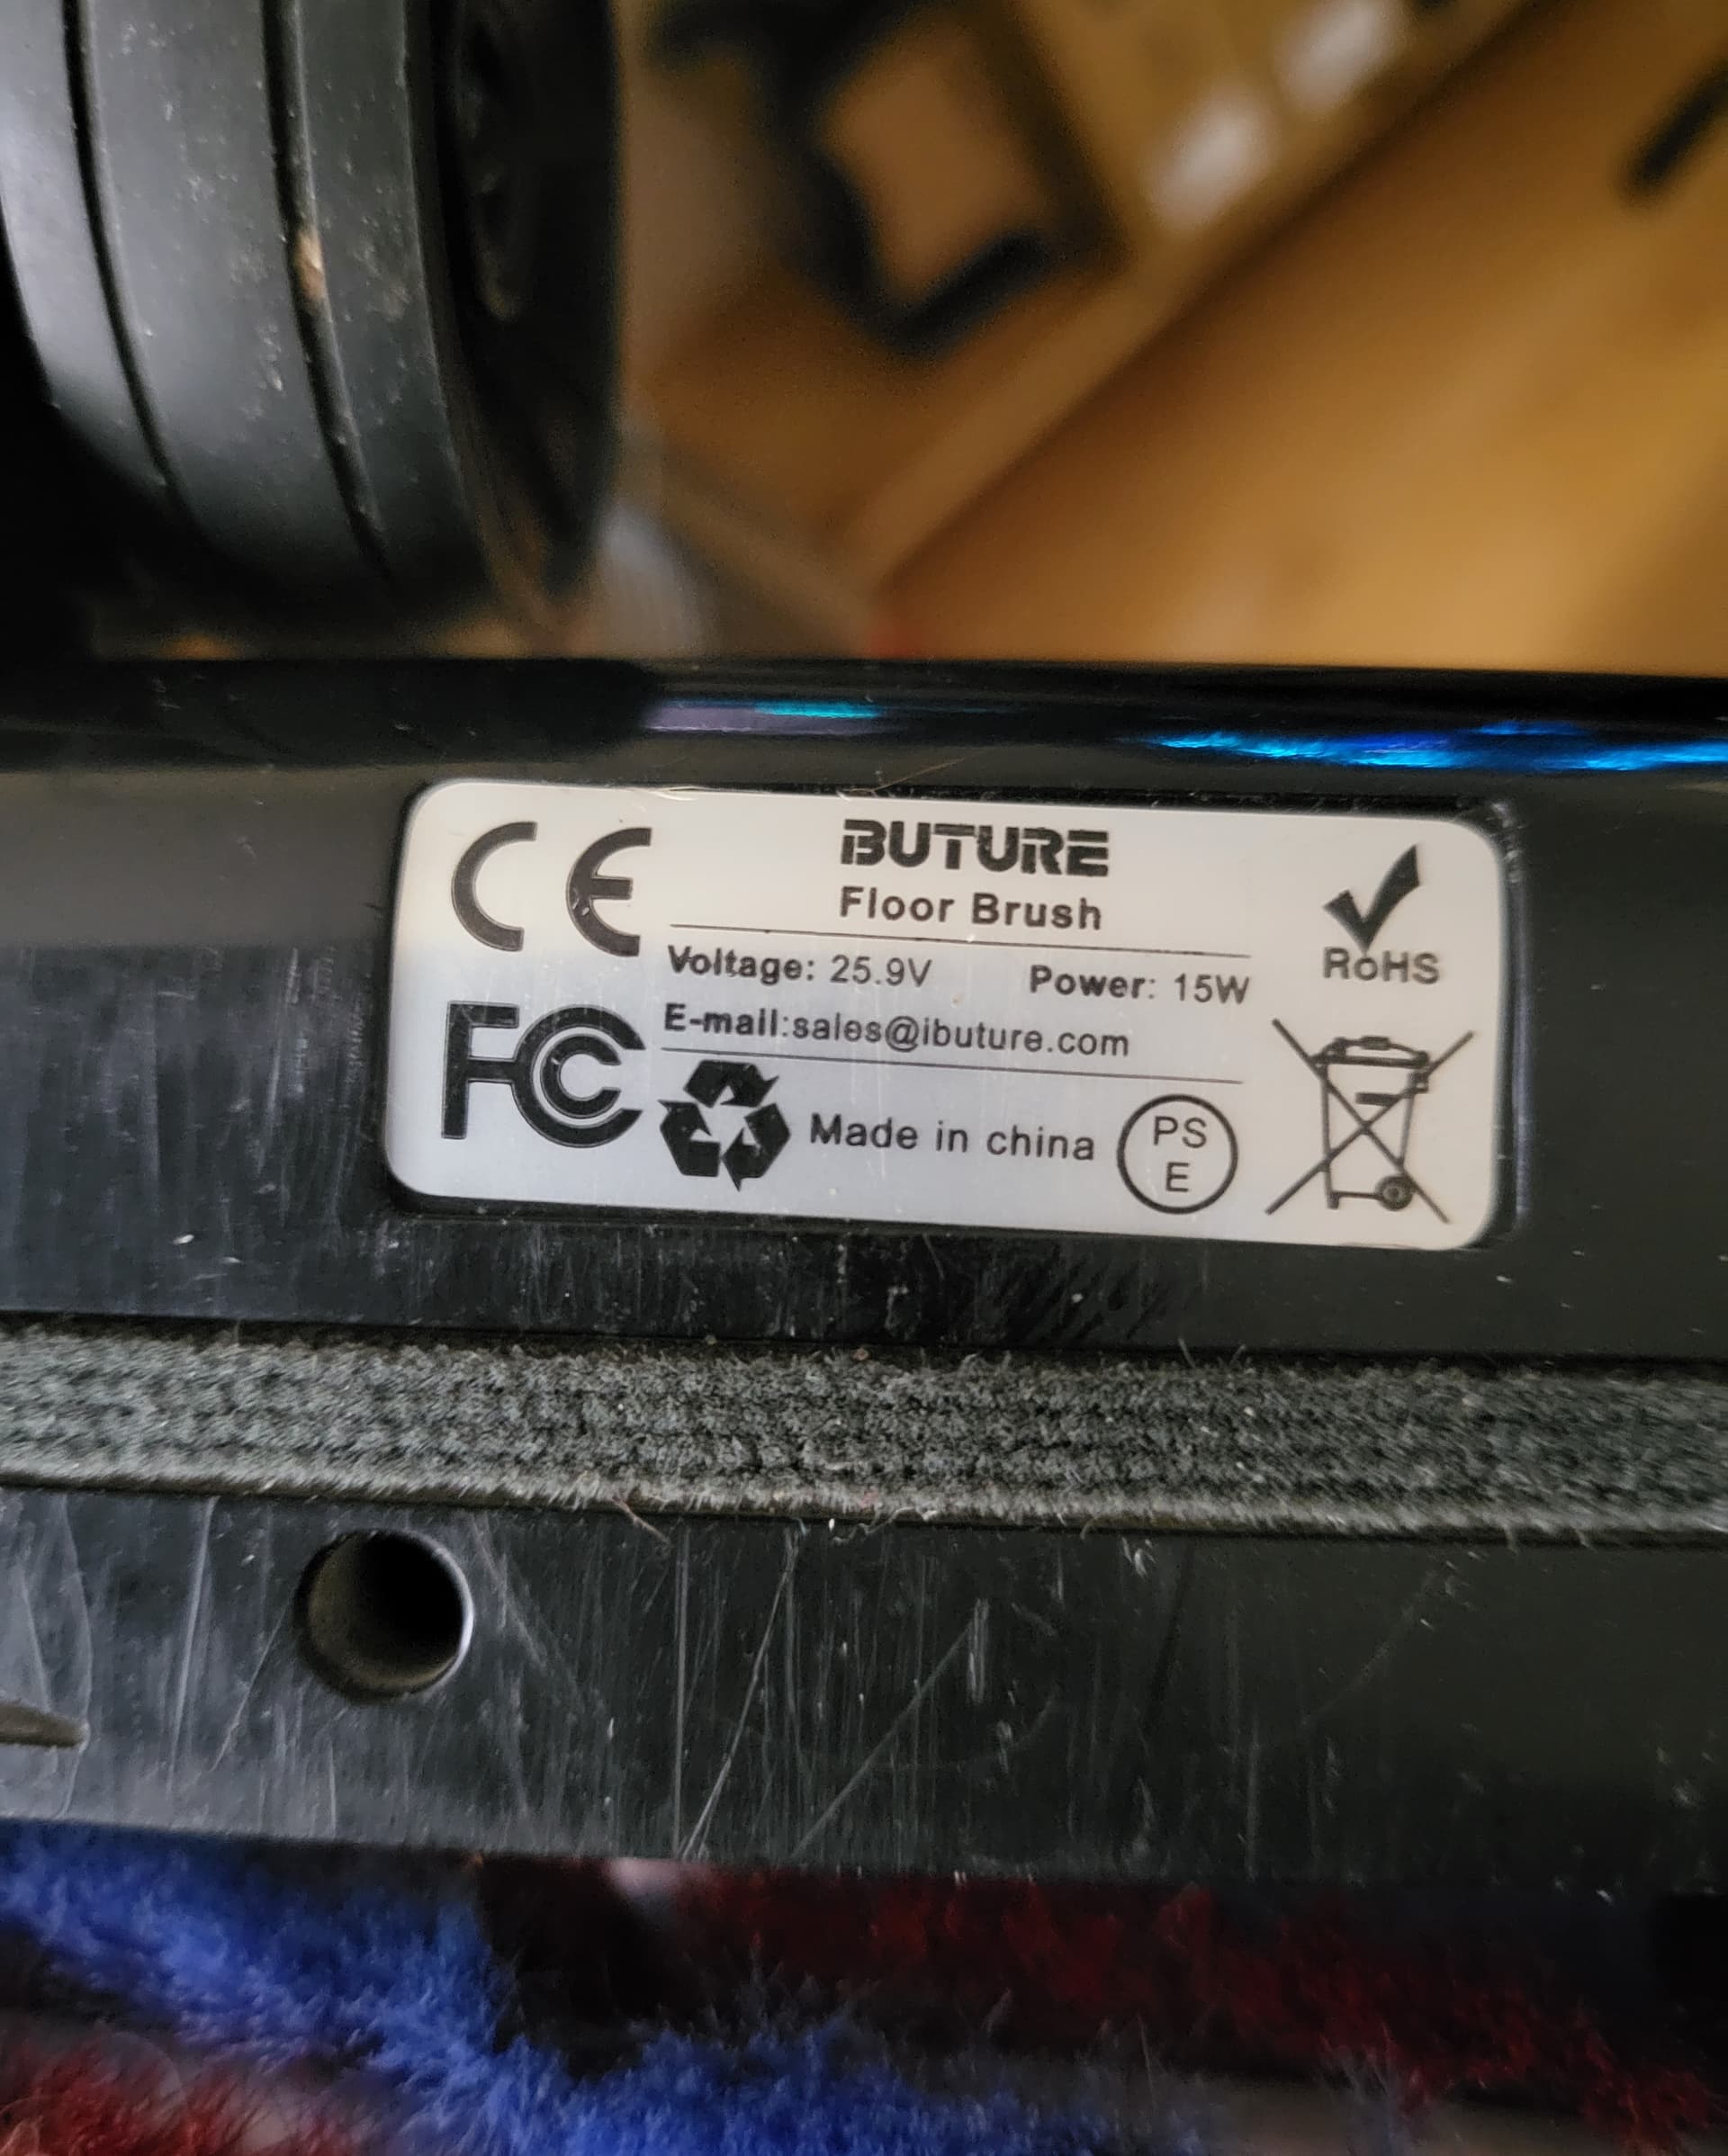 CE
BUTURE
Floor Brush
RoHS
Voltage: 25.9V Power: 15W
E-mail:sales@ibuture.com
FC
Made in china
PS
E